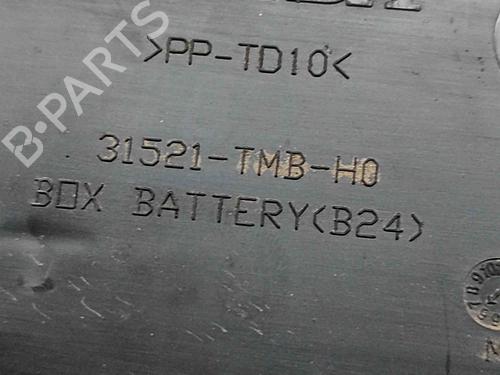 >PP-TD10<
31521-TMB-H0
BOX BATTERY(B24)
B-PARTS